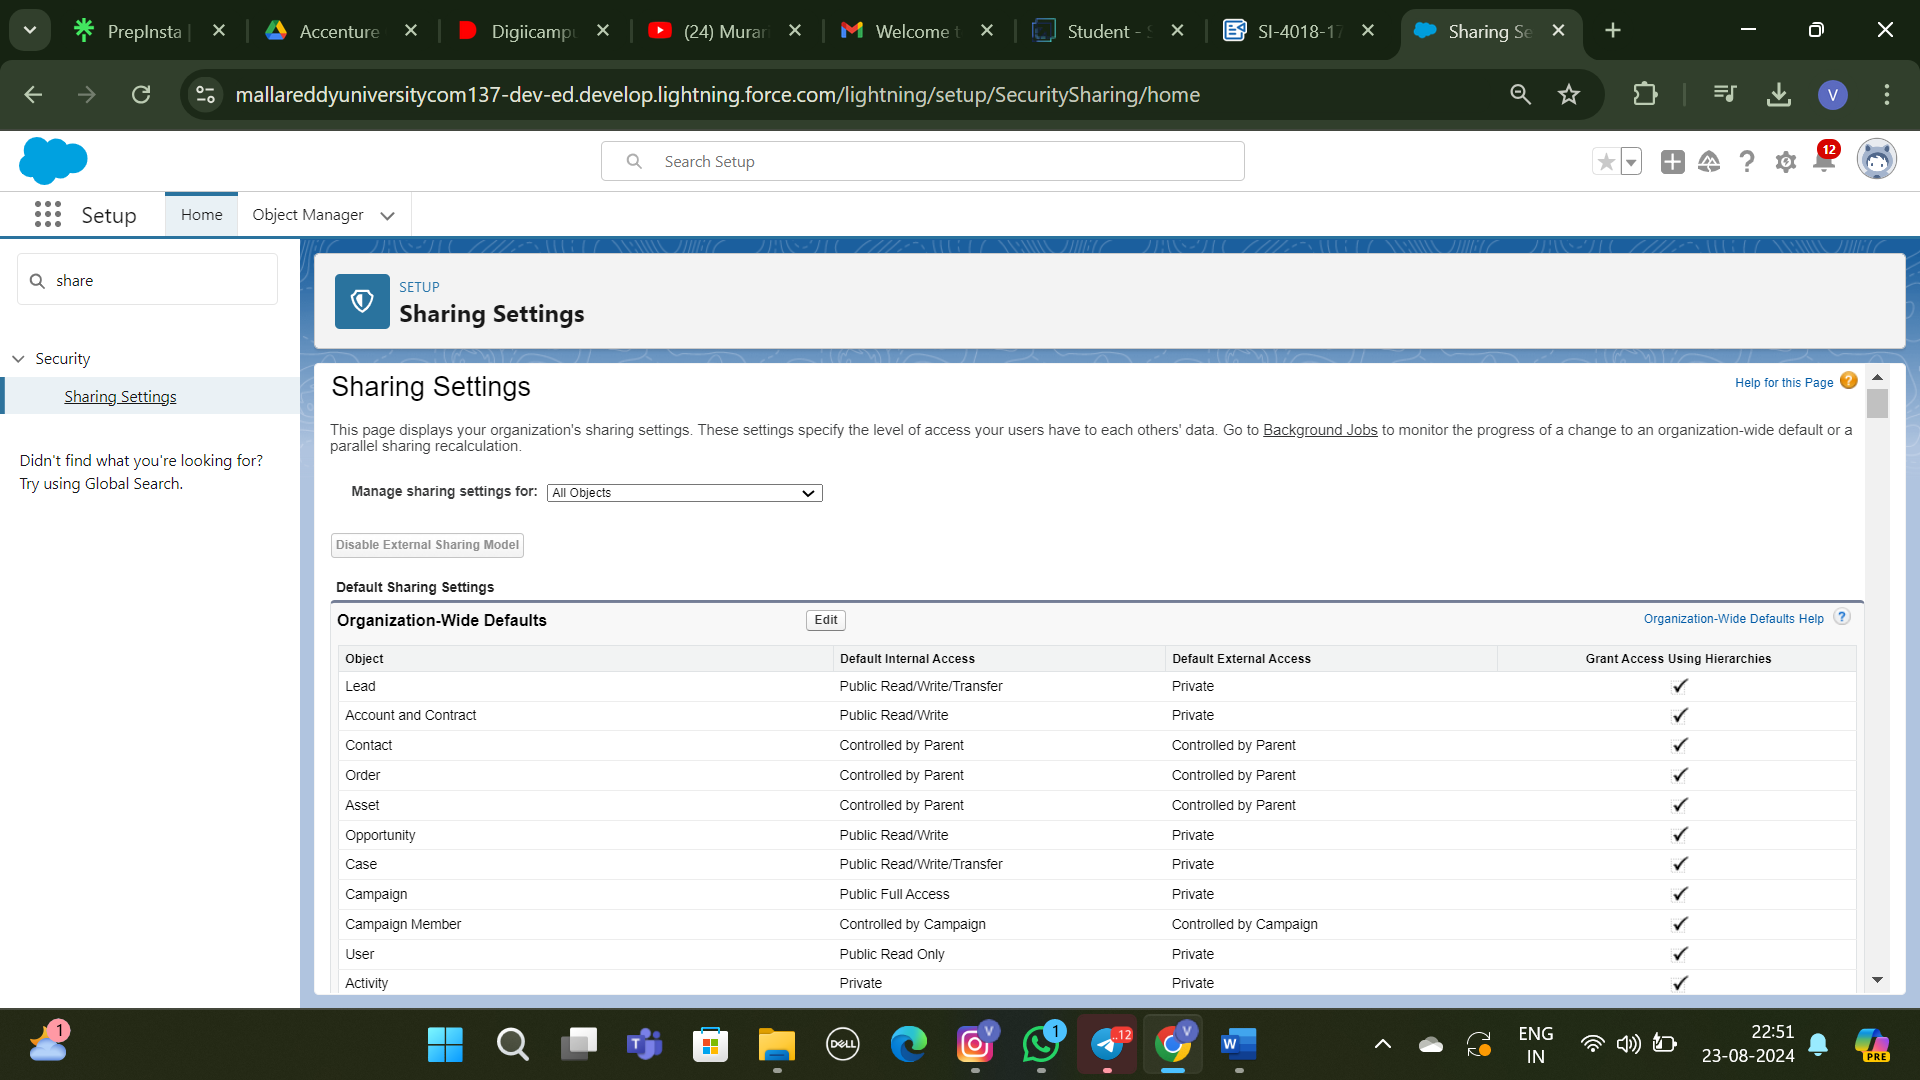 PrepInsta
Accenture
Digiicampu
(24) Murari
Welcome t
Student - S
SI-4018-17
Sharing Se
mallareddyuniversitycom137-dev-ed.develop.lightning.force.com/lightning/setup/SecuritySharing/home
V
Search Setup
12
Setup
Home
Object Manager
share
SETUP
Sharing Settings
Security
Sharing Settings
Didn't find what you're looking for?
Try using Global Search.
Sharing Settings
Help for this Page ?
This page displays your organization's sharing settings. These settings specify the level of access your users have to each others' data. Go to Background Jobs to monitor the progress of a change to an organization-wide default or a
parallel sharing recalculation.
Manage sharing settings for: All Objects
Disable External Sharing Model
Default Sharing Settings
Organization-Wide Defaults Edit Organization-Wide Defaults Help ?
Object Default Internal Access Default External Access Grant Access Using Hierarchies
Lead Public Read/Write/Transfer Private
Account and Contract Public Read/Write Private
Contact Controlled by Parent Controlled by Parent
Order Controlled by Parent Controlled by Parent
Asset Controlled by Parent Controlled by Parent
Opportunity Public Read/Write Private
Case Public Read/Write/Transfer Private
Campaign Public Full Access Private
Campaign Member Controlled by Campaign Controlled by Campaign
User Public Read Only Private
Activity Private Private
1
T
DELL
V
1
..12
V
W
ENG
IN
22:51
23-08-2024
PRE